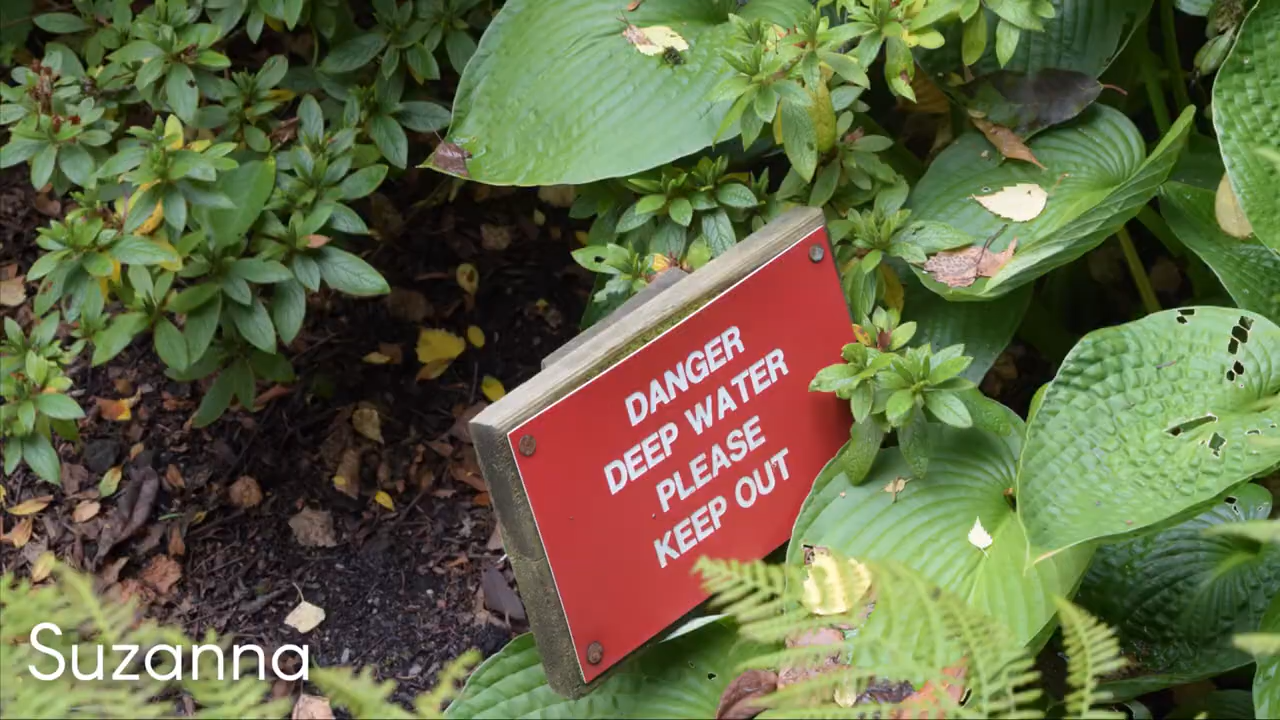 DANGER
DEEP WATER
PLEASE
KEEP OUT
Suzanna